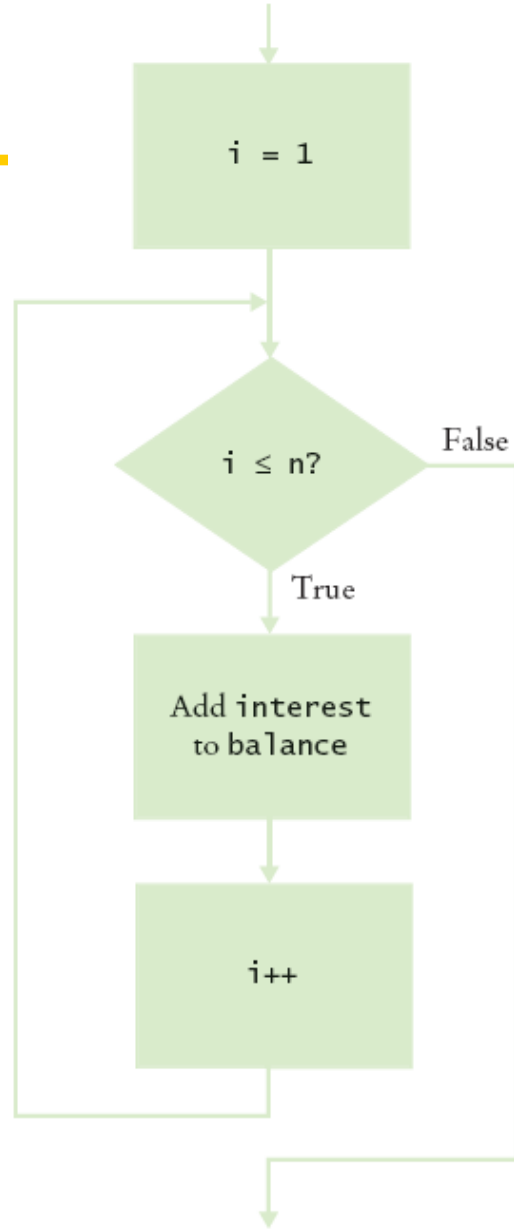 i = 1
i ≤ n?
False
True
Add interest
to balance
i++